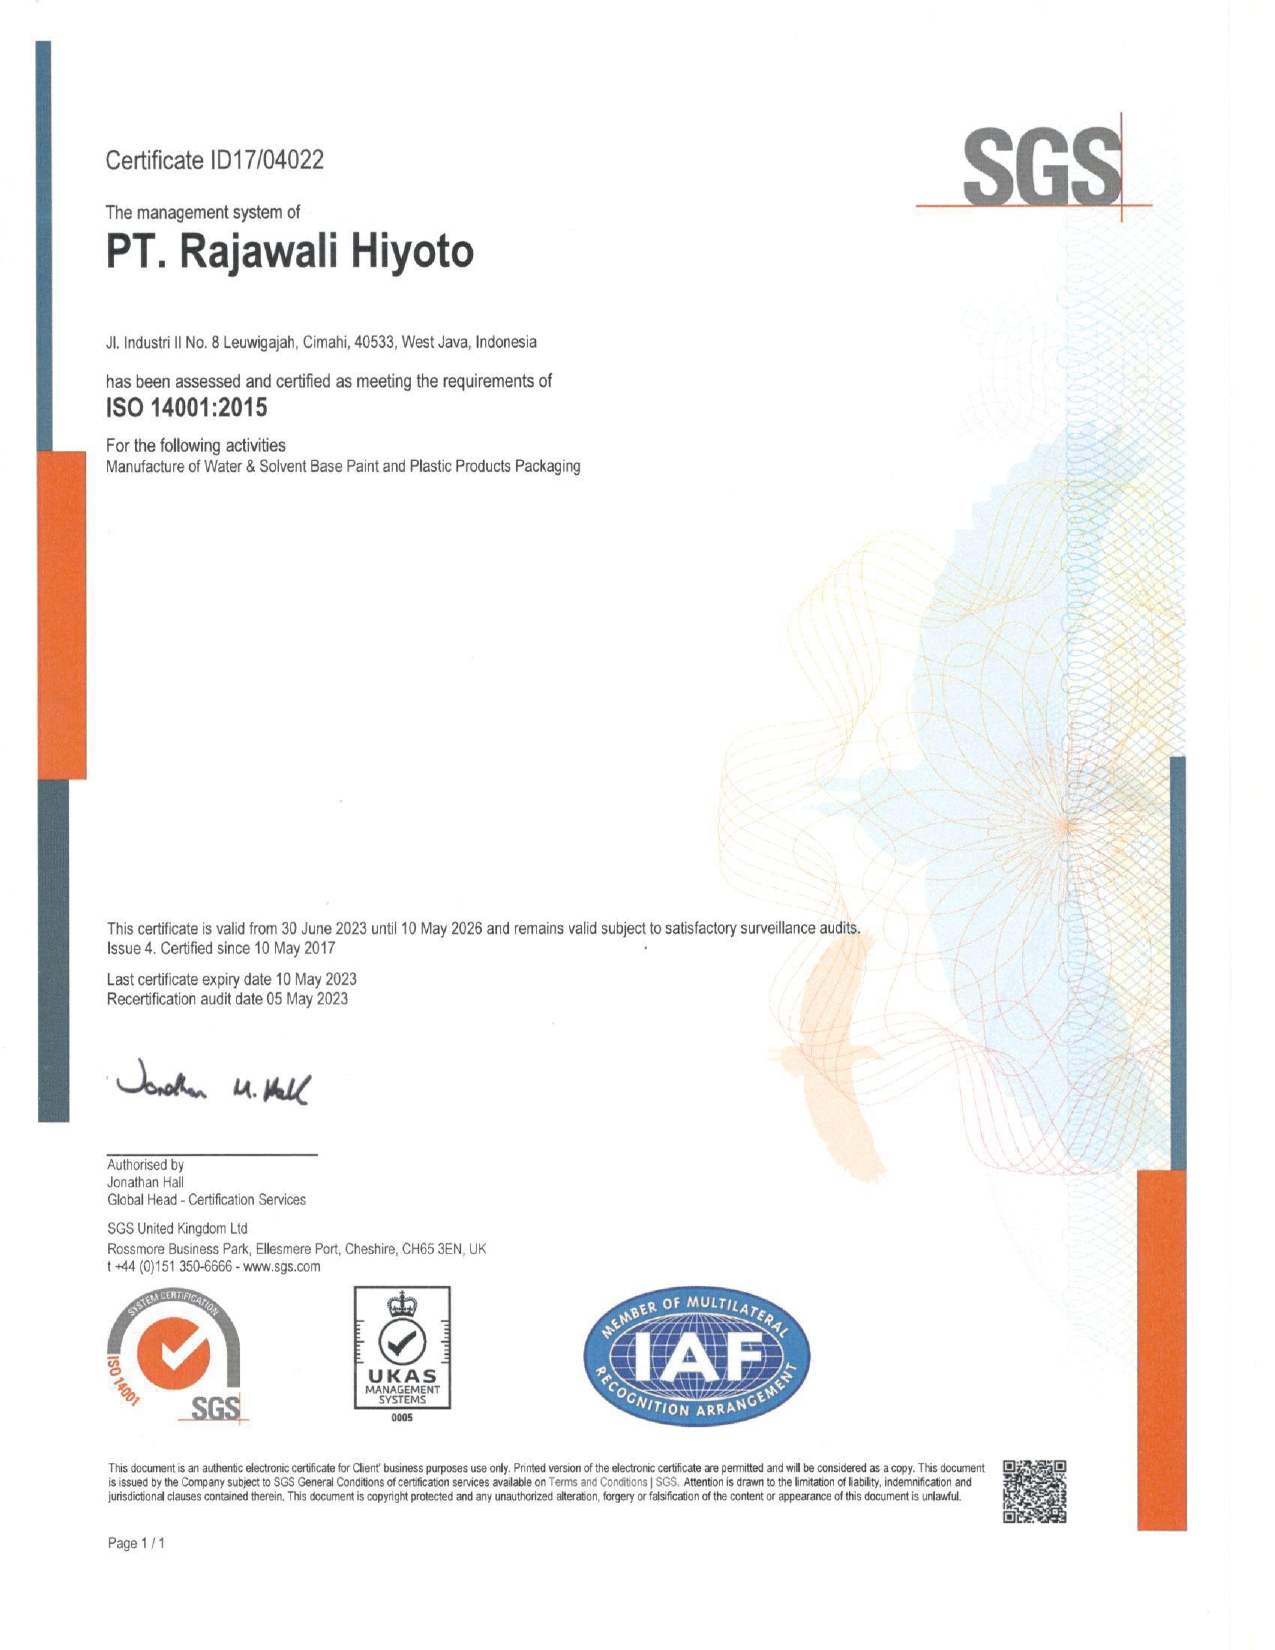 SGS
Certificate ID17/04022
The management system of
PT. Rajawali Hiyoto
Jl. Industri II No. 8 Leuwigajah, Cimahi, 40533, West Java, Indonesia
has been assessed and certified as meeting the requirements of
ISO 14001:2015
For the following activities
Manufacture of Water & Solvent Base Paint and Plastic Products Packaging
This certificate is valid from 30 June 2023 until 10 May 2026 and remains valid subject to satisfactory surveillance audits.
Issue 4. Certified since 10 May 2017
Last certificate expiry date 10 May 2023
Recertification audit date 05 May 2023
Jonathan M. Hall
Authorised by
Jonathan Hall
Global Head - Certification Services
SGS United Kingdom Ltd
Rossmore Business Park, Ellesmere Port, Cheshire, CH65 3EN, UK
t +44 (0)151 350-6666 - www.sgs.com
SYSTEM CERTIFICATION
ISO 14001
SGS
UKAS
MANAGEMENT
SYSTEMS
0005
MEMBER OF MULTILATERAL
IAF
RECOGNITION ARRANGEMENT
This document is an authentic electronic certificate for Client' business purposes use only. Printed version of the electronic certificate are permitted and will be considered as a copy. This document
is issued by the Company subject to SGS General Conditions of certification services available on Terms and Conditions | SGS. Attention is drawn to the limitation of liability, indemnification and
jurisdictional clauses contained therein. This document is copyright protected and any unauthorized alteration, forgery or falsification of the content or appearance of this document is unlawful.
Page 1 / 1